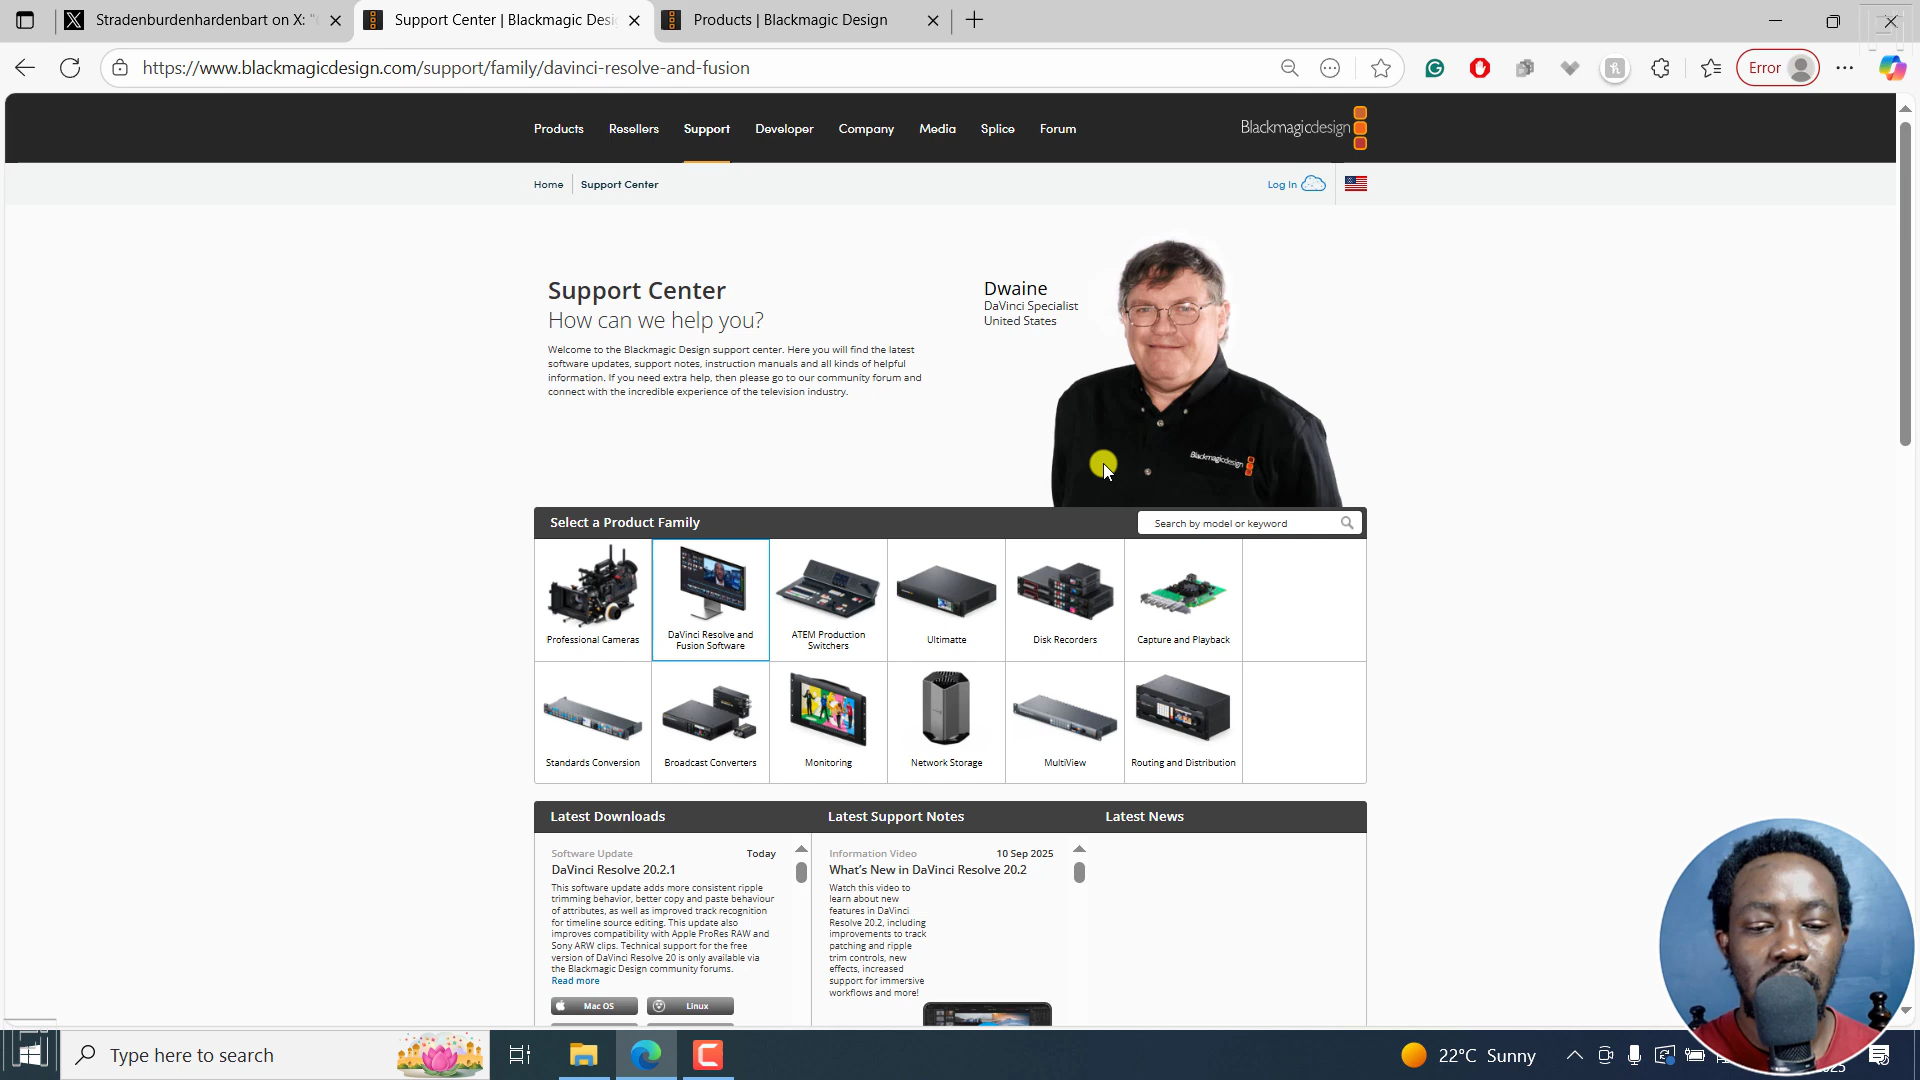 Stradenburdenhardenbart on X: "
Support Center | Blackmagic Desi
Products | Blackmagic Design
https://www.blackmagicdesign.com/support/family/davinci-resolve-and-fusion
Error
Products
Resellers
Support
Developer
Company
Media
Splice
Forum
Blackmagicdesign
Home
Support Center
Log In
Support Center
How can we help you?
Welcome to the Blackmagic Design support center. Here you will find the latest
software updates, support notes, instruction manuals and all kinds of helpful
information. If you need extra help, then please go to our community forum and
connect with the incredible experience of the television industry.
Dwaine
DaVinci Specialist
United States
Blackmagicdesign
Select a Product Family
Search by model or keyword
Professional Cameras
DaVinci Resolve and
Fusion Software
ATEM Production
Switchers
Ultimatte
Disk Recorders
Capture and Playback
Standards Conversion
Broadcast Converters
Monitoring
Network Storage
MultiView
Routing and Distribution
Latest Downloads
Software Update
Today
DaVinci Resolve 20.2.1
This software update adds more consistent ripple
trimming behavior, better copy and paste behaviour
of attributes, as well as improved track recognition
for timeline source editing. This update also
improves compatibility with Apple ProRes RAW and
Sony ARW clips. Technical support for the free
version of DaVinci Resolve 20 is only available via
the Blackmagic Design community forums.
Read more
Mac OS
Linux
Latest Support Notes
Information Video
10 Sep 2025
What's New in DaVinci Resolve 20.2
Watch this video to
learn about new
features in DaVinci
Resolve 20.2, including
improvements to track
patching and ripple
trim controls, new
effects, increased
support for immersive
workflows and more!
Latest News
Type here to search
22°C Sunny